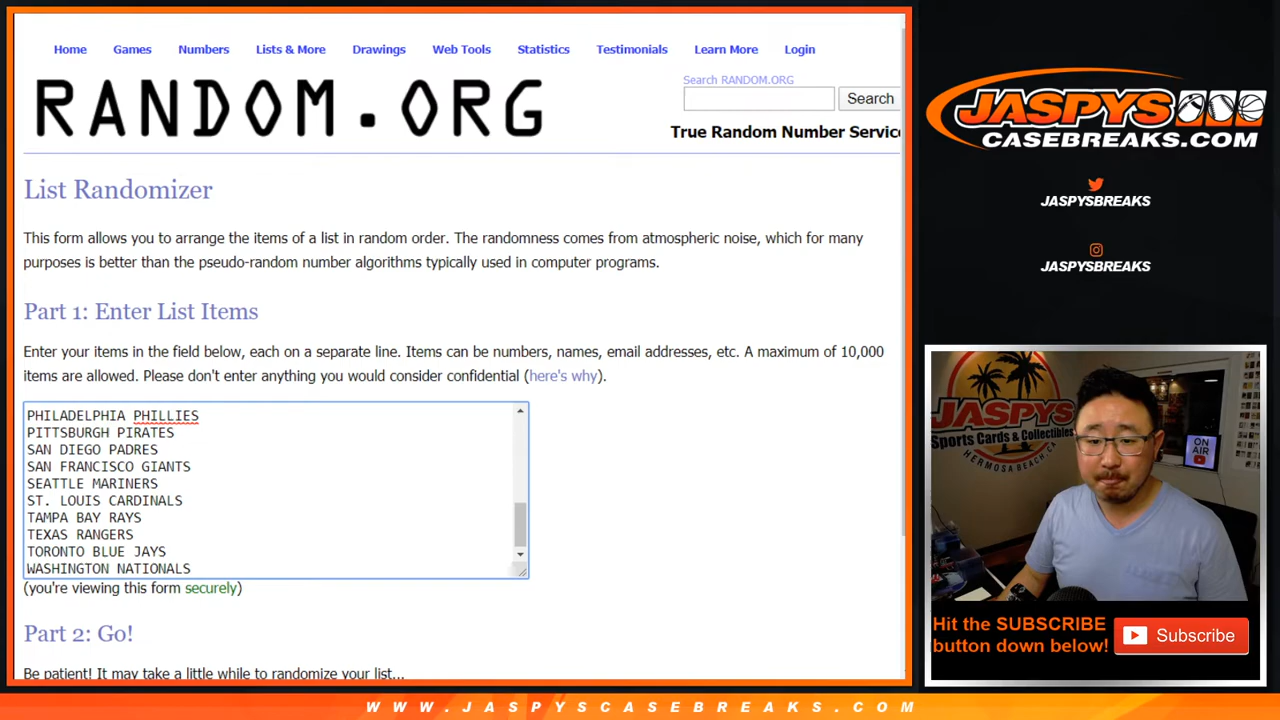 Home Games Numbers Lists & More Drawings Web Tools Statistics Testimonials Learn More Login
RANDOM.ORG
Search RANDOM.ORG
Search
True Random Number Service
List Randomizer
This form allows you to arrange the items of a list in random order. The randomness comes from atmospheric noise, which for many
purposes is better than the pseudo-random number algorithms typically used in computer programs.
Part 1: Enter List Items
Enter your items in the field below, each on a separate line. Items can be numbers, names, email addresses, etc. A maximum of 10,000
items are allowed. Please don't enter anything you would consider confidential (here's why).
PHILADELPHIA PHILLIES
PITTSBURGH PIRATES
SAN DIEGO PADRES
SAN FRANCISCO GIANTS
SEATTLE MARINERS
ST. LOUIS CARDINALS
TAMPA BAY RAYS
TEXAS RANGERS
TORONTO BLUE JAYS
WASHINGTON NATIONALS
(you're viewing this form securely)
Part 2: Go!
Be patient! It may take a little while to randomize your list...
JASPYS
CASEBREAKS.COM
JASPYSBREAKS
JASPYSBREAKS
JASPYS
Sports Cards & Collectibles
HERMOSA BEACH, CA
ON
AIR
Hit the SUBSCRIBE
button down below!
Subscribe
WWW.JASPYSCASEBREAKS.COM